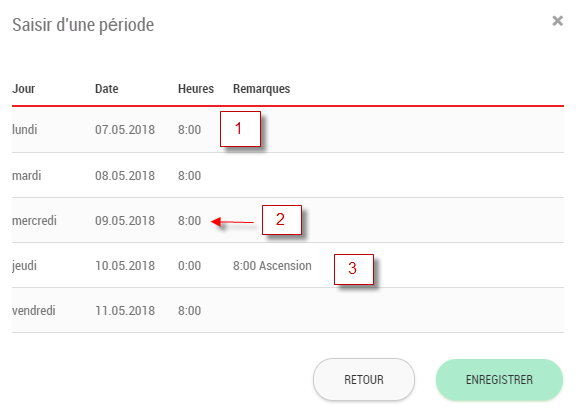 Saisir d'une période ×
Jour Date Heures Remarques
lundi 07.05.2018 8:00 1
mardi 08.05.2018 8:00
mercredi 09.05.2018 8:00 2
jeudi 10.05.2018 0:00 8:00 Ascension 3
vendredi 11.05.2018 8:00
RETOUR ENREGISTRER